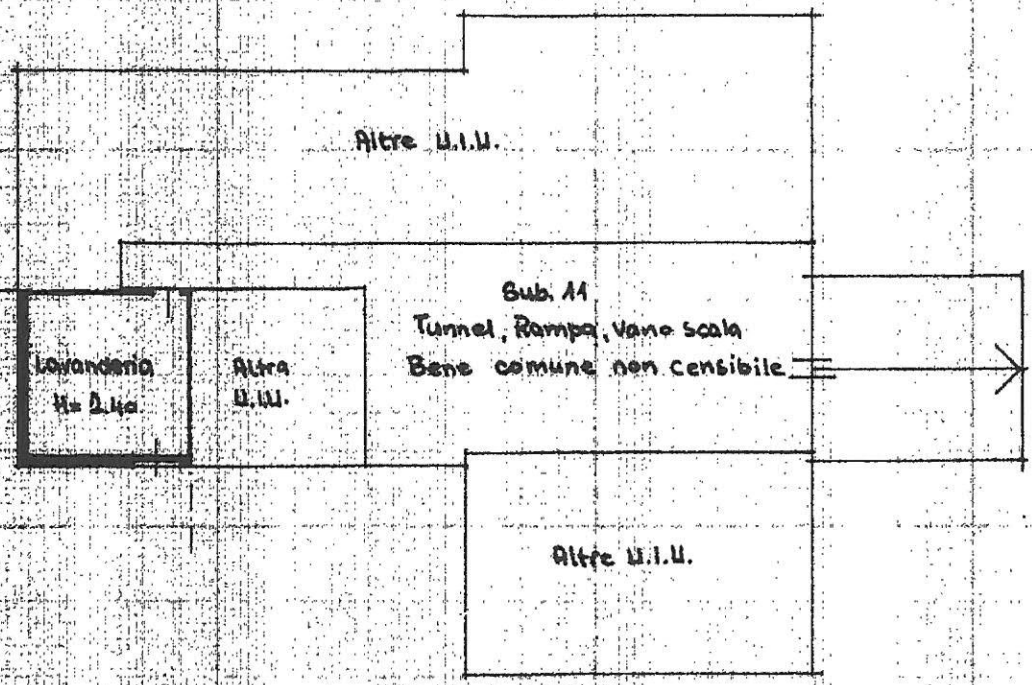 Altre U.I.U.
Sub. 11
Tunnel, Rampa, vano scala
Bene comune non censibile
Lavanderia
H= 2.40
Altra
U.I.U.
Altre U.I.U.